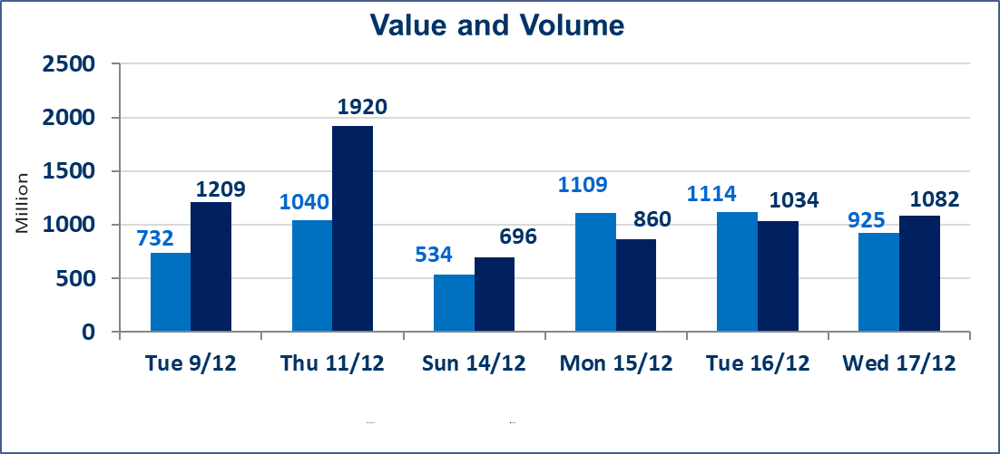 Value and Volume
2500
2000
1500
1000
500
0
Million
732
1209
1040
1920
534
696
1109
860
1114
1034
925
1082
Tue 9/12
Thu 11/12
Sun 14/12
Mon 15/12
Tue 16/12
Wed 17/12